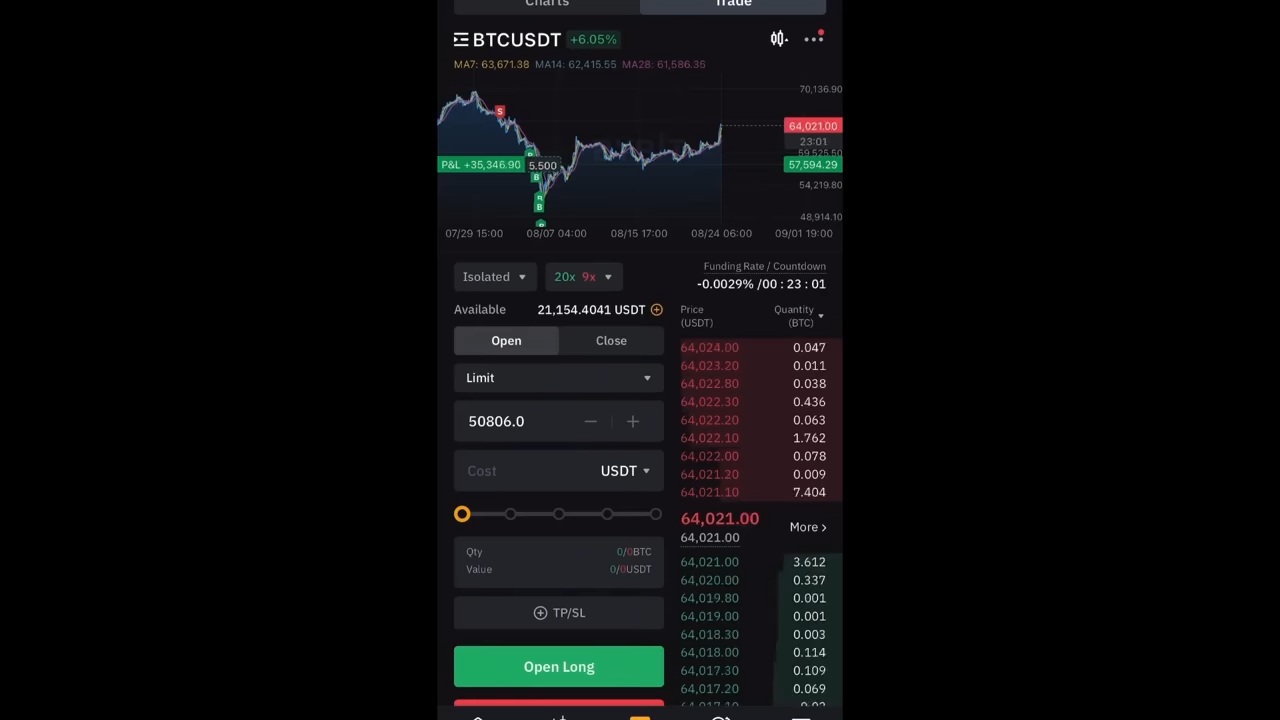 Charts Trade
BTCUSDT +6.05%
MA7: 63,671.38 MA14: 62,415.55 MA28: 61,586.35
70,136.90
S
64,021.00
23:01
59,525.50
B
P&L +35,346.90 5.500
57,594.29
B
54,219.80
B
B
48,914.10
07/29 15:00 08/07 04:00 08/15 17:00 08/24 06:00 09/01 19:00
Isolated 20x 9x
Funding Rate / Countdown
-0.0029% /00 : 23 : 01
Available 21,154.4041 USDT
Open Close
Limit
50806.0
Cost USDT
Qty 0/0BTC
Value 0/0USDT
TP/SL
Open Long
Price Quantity
(USDT) (BTC)
64,024.00 0.047
64,023.20 0.011
64,022.80 0.038
64,022.30 0.436
64,022.20 0.063
64,022.10 1.762
64,022.00 0.078
64,021.20 0.009
64,021.10 7.404
64,021.00
64,021.00
More
64,021.00 3.612
64,020.00 0.337
64,019.80 0.001
64,019.00 0.001
64,018.30 0.003
64,018.00 0.114
64,017.30 0.109
64,017.20 0.069